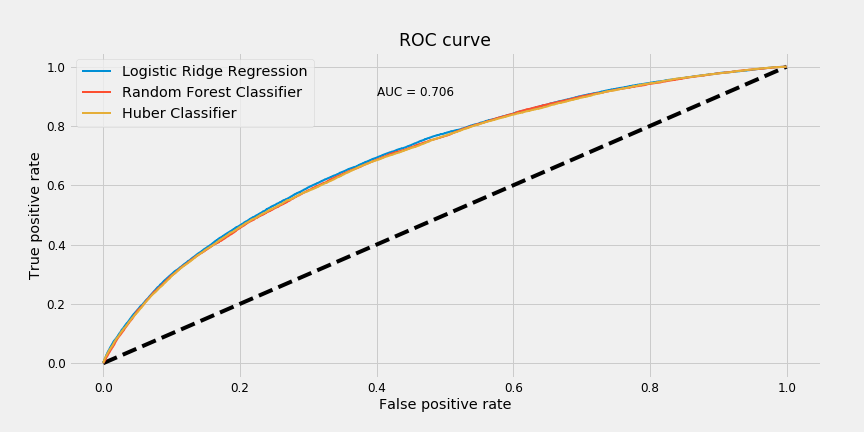 ROC curve
Logistic Ridge Regression
Random Forest Classifier
Huber Classifier
AUC = 0.706
True positive rate
1.0
0.8
0.6
0.4
0.2
0.0
0.0 0.2 0.4 0.6 0.8 1.0
False positive rate